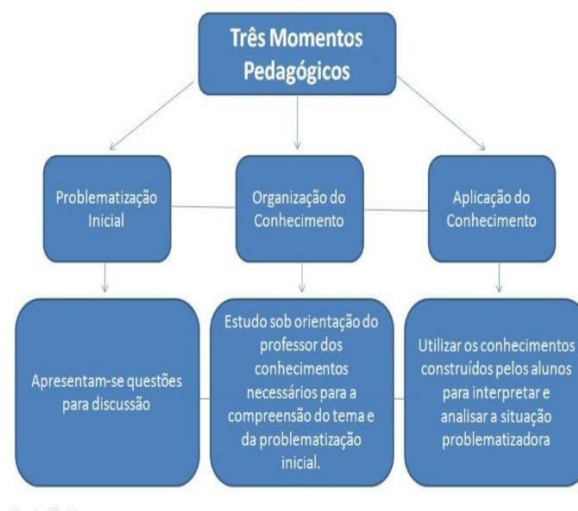 Três Momentos
Pedagógicos
Problematização
Inicial
Organização do
Conhecimento
Aplicação do
Conhecimento
Apresentam-se questões
para discussão
Estudo sob orientação do
professor dos
conhecimentos
necessários para a
compreensão do tema e
da problematização
inicial.
Utilizar os conhecimentos
construídos pelos alunos
para interpretar e
analisar a situação
problematizadora